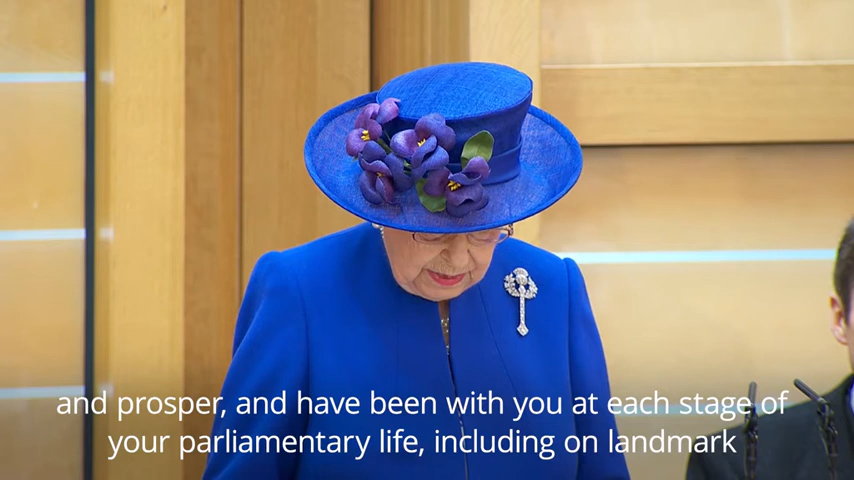 and prosper, and have been with you at each stage of
your parliamentary life, including on landmark